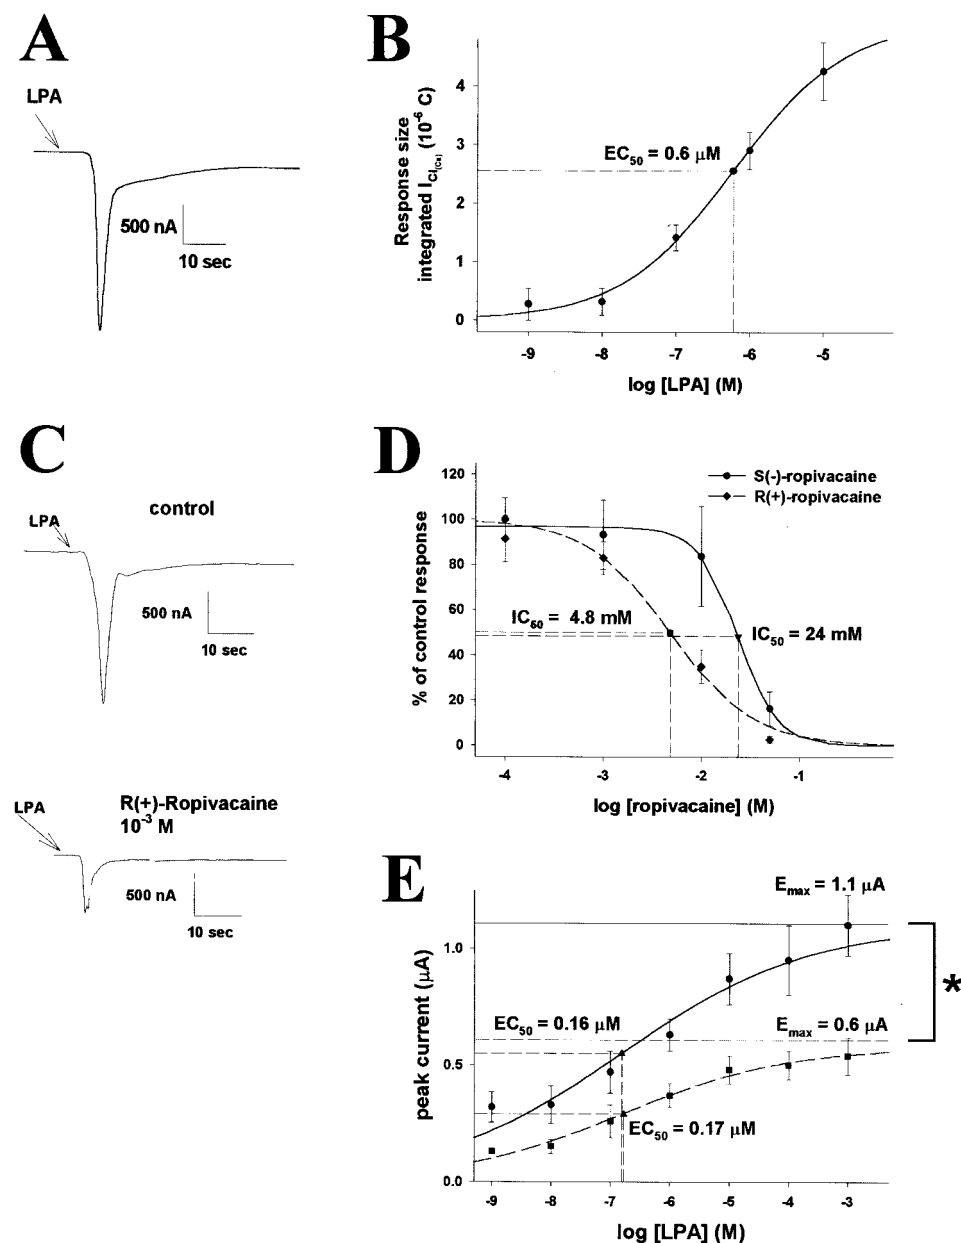 A
LPA
500 nA
10 sec
B
Response size
integrated I_Cl(Ca) (10⁻⁶ C)
4
3
2
1
0
EC₅₀ = 0.6 µM
-9 -8 -7 -6 -5
log [LPA] (M)
C
control
LPA
500 nA
10 sec
R(+)-Ropivacaine
10⁻³ M
LPA
500 nA
10 sec
D
% of control response
120
100
80
60
40
20
0
S(-)-ropivacaine
R(+)-ropivacaine
IC₅₀ = 4.8 mM
IC₅₀ = 24 mM
-4 -3 -2 -1
log [ropivacaine] (M)
E
peak current (µA)
1.0
0.5
0.0
E_max = 1.1 µA
E_max = 0.6 µA
*
EC₅₀ = 0.16 µM
EC₅₀ = 0.17 µM
-9 -8 -7 -6 -5 -4 -3
log [LPA] (M)